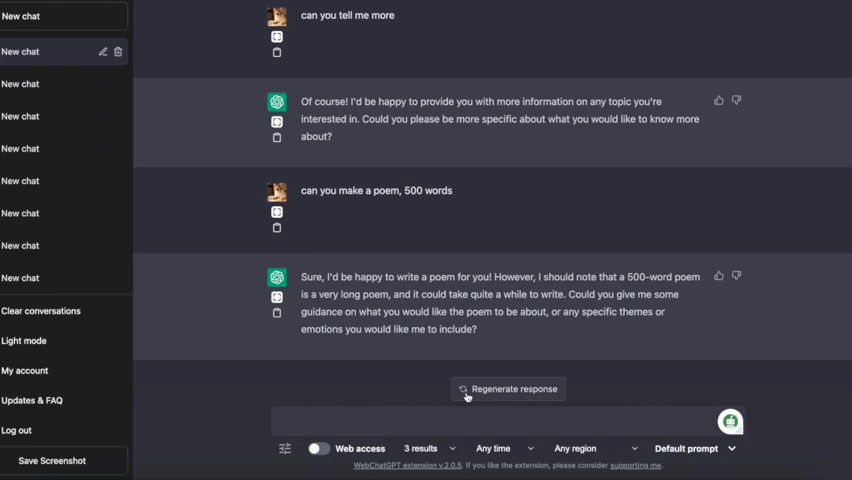 New chat
New chat
New chat
New chat
New chat
New chat
New chat
New chat
New chat
Clear conversations
Light mode
My account
Updates & FAQ
Log out
Save Screenshot
can you tell me more
Of course! I'd be happy to provide you with more information on any topic you're
interested in. Could you please be more specific about what you would like to know more
about?
can you make a poem, 500 words
Sure, I'd be happy to write a poem for you! However, I should note that a 500-word poem
is a very long poem, and it could take quite a while to write. Could you give me some
guidance on what you would like the poem to be about, or any specific themes or
emotions you would like me to include?
Regenerate response
Web access 3 results Any time Any region Default prompt
WebChatGPT extension v.2.0.5. If you like the extension, please consider supporting me.